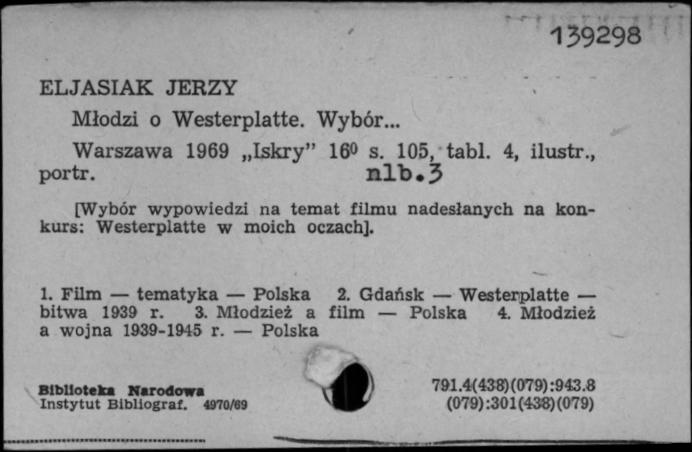 139298
ELJASIAK JERZY
Młodzi o Westerplatte. Wybór...
Warszawa 1969 „Iskry” 16⁰ s. 105, tabl. 4, ilustr.,
portr. nlb.3
[Wybór wypowiedzi na temat filmu nadesłanych na kon-
kurs: Westerplatte w moich oczach].
1. Film — tematyka — Polska 2. Gdańsk — Westerplatte —
bitwa 1939 r. 3. Młodzież a film — Polska 4. Młodzież
a wojna 1939-1945 r. — Polska
Biblioteka Narodowa 791.4(438)(079):943.8
Instytut Bibliograf. 4970/69 (079):301(438)(079)